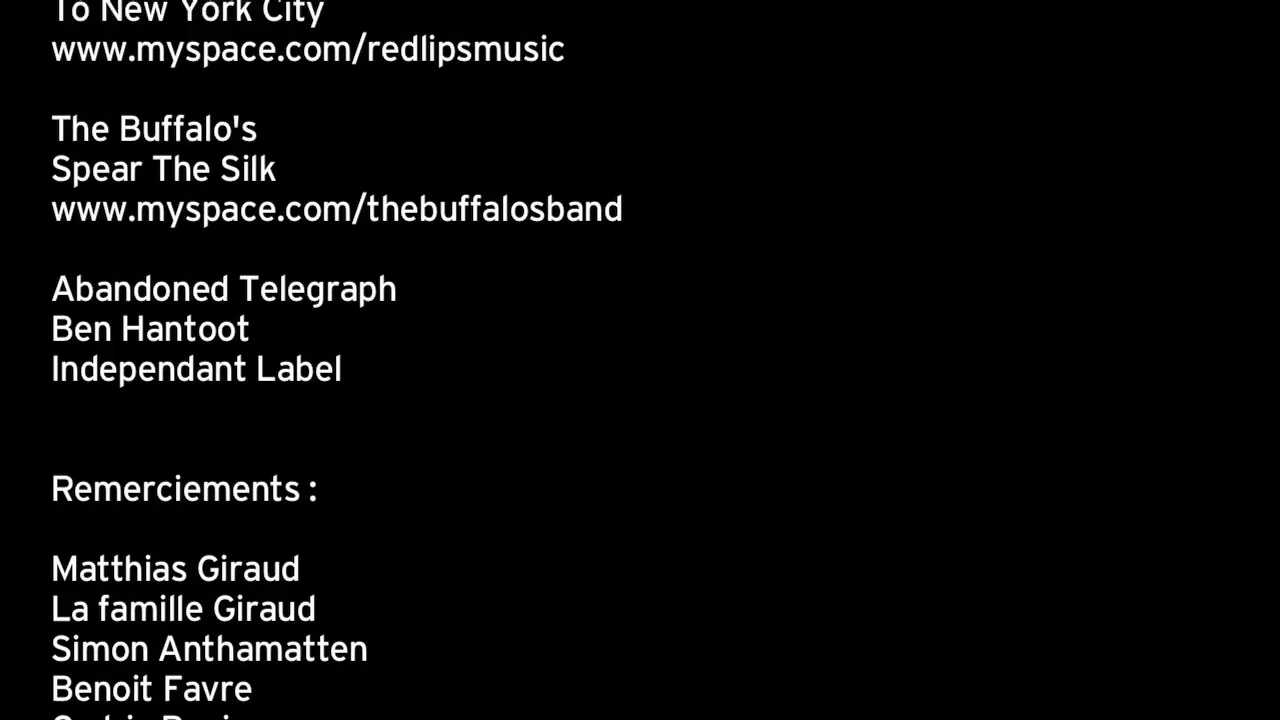 To New York City
www.myspace.com/redlipsmusic
The Buffalo's
Spear The Silk
www.myspace.com/thebuffalosband
Abandoned Telegraph
Ben Hantoot
Independant Label
Remerciements :
Matthias Giraud
La famille Giraud
Simon Anthamatten
Benoit Favre